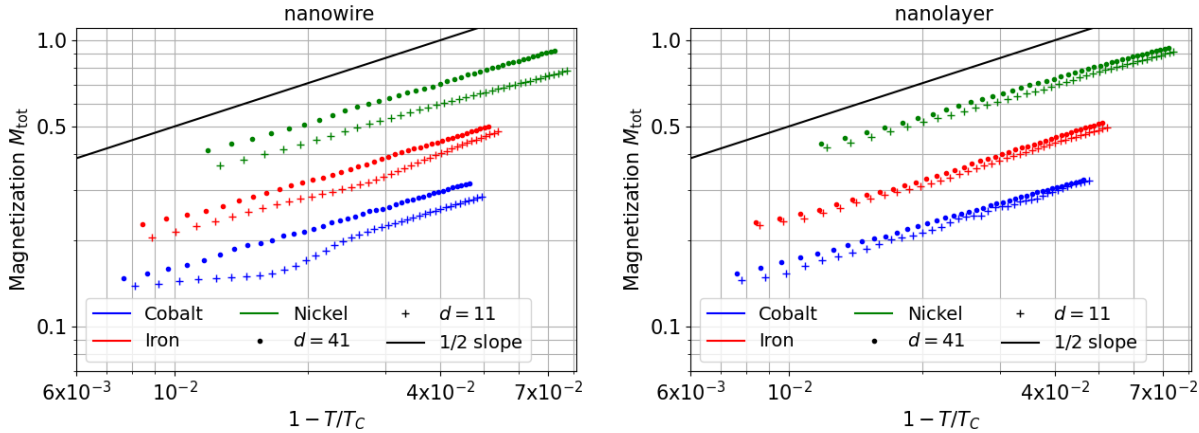 nanowire
1.0
0.5
0.1
Magnetization M_tot
Cobalt
Iron
Nickel
d = 41
d = 11
1/2 slope
6x10⁻³
10⁻²
4x10⁻²
7x10⁻²
1 − T/T_C
nanolayer
1.0
0.5
0.1
Magnetization M_tot
Cobalt
Iron
Nickel
d = 41
d = 11
1/2 slope
6x10⁻³
10⁻²
4x10⁻²
7x10⁻²
1 − T/T_C